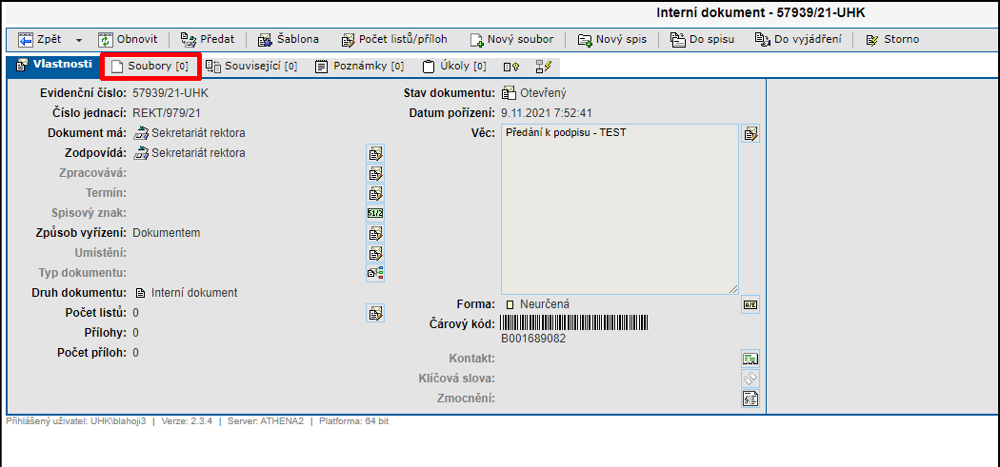 Interní dokument - 57939/21-UHK
Zpět Obnovit Předat Šablona Počet listů/příloh Nový soubor Nový spis Do spisu Do vyjádření Storno
Vlastnosti Soubory [0] Související [0] Poznámky [0] Úkoly [0]
Evidenční číslo: 57939/21-UHK
Číslo jednací: REKT/979/21
Dokument má: Sekretariát rektora
Zodpovídá: Sekretariát rektora
Zpracovává:
Termín:
Spisový znak: 51/2
Způsob vyřízení: Dokumentem
Umístění:
Typ dokumentu:
Druh dokumentu: Interní dokument
Počet listů: 0
Přílohy: 0
Počet příloh: 0
Stav dokumentu: Otevřený
Datum pořízení: 9.11.2021 7:52:41
Věc: Předání k podpisu - TEST
Forma: Neurčená A/E
Čárový kód:
B001689082
Kontakt:
Klíčová slova:
Zmocnění:
Přihlášený uživatel: UHK\blahoji3 | Verze: 2.3.4 | Server: ATHENA2 | Platforma: 64 bit